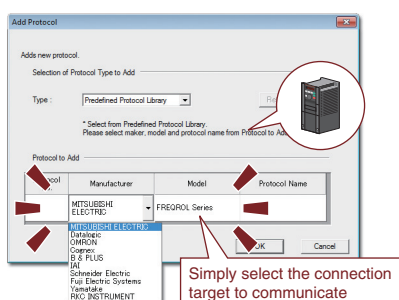 Add Protocol
Adds new protocol.
Selection of Protocol Type to Add
Type :
Predefined Protocol Library
* Select from Predefined Protocol Library.
Please select maker, model and protocol name from Protocol to Ad
Protocol to Add
Manufacturer
Model
Protocol Name
MITSUBISHI
ELECTRIC
FREQROL Series
MITSUBISHI ELECTRIC
Datalogic
OMRON
Cognex
B & PLUS
IAI
Schneider Electric
Fuji Electric Systems
Yamatake
RKC INSTRUMENT
Cancel
Simply select the connection
target to communicate